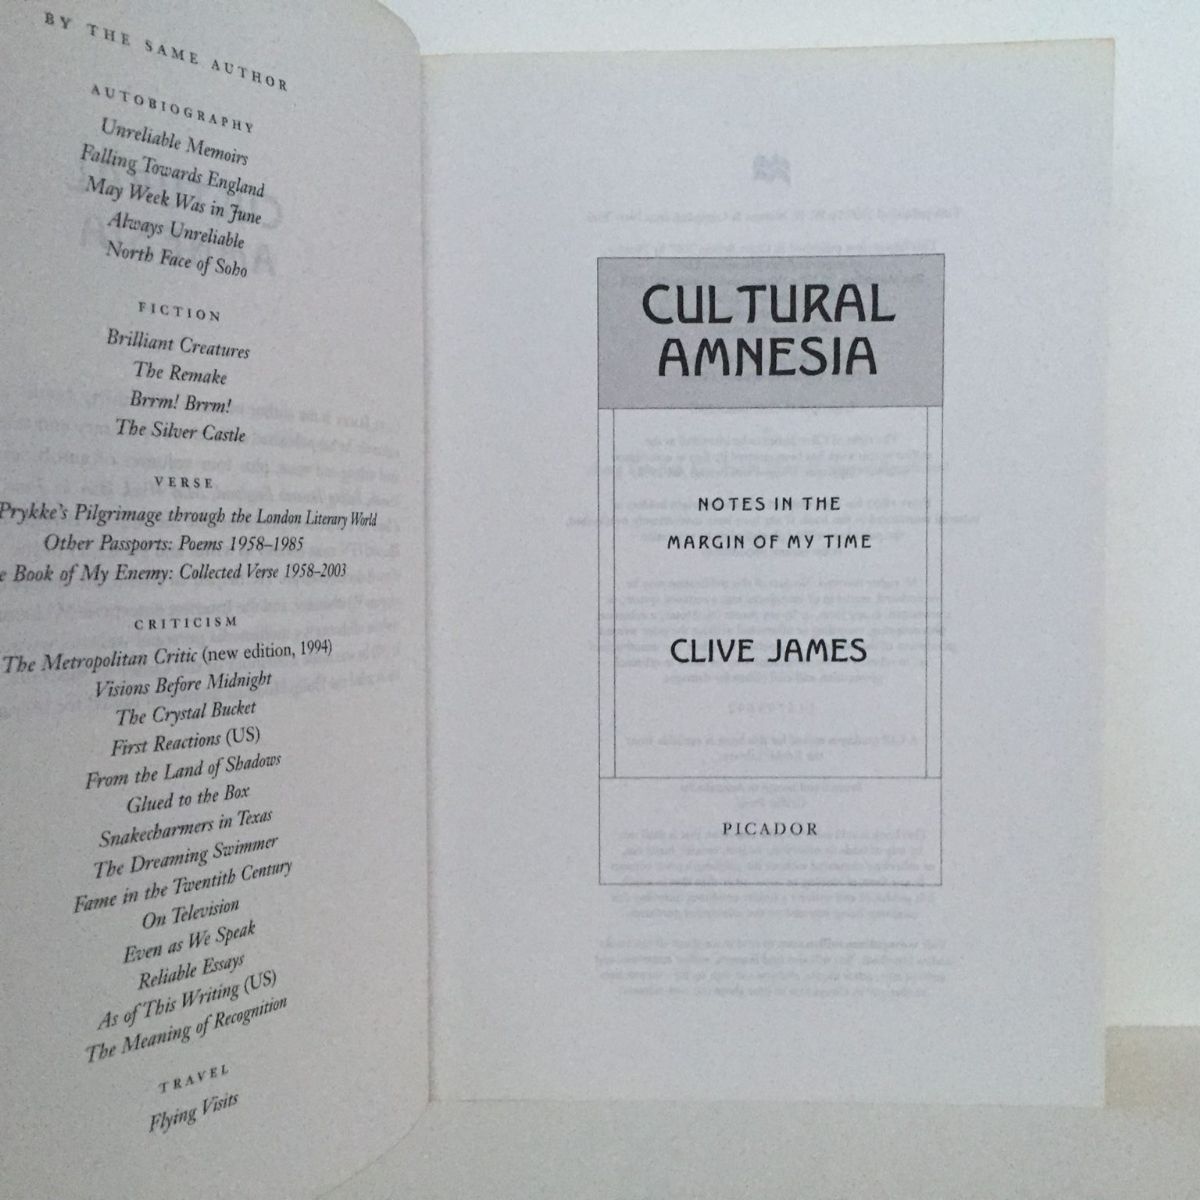 BY THE SAME AUTHOR
AUTOBIOGRAPHY
Unreliable Memoirs
Falling Towards England
May Week Was in June
Always Unreliable
North Face of Soho
FICTION
Brilliant Creatures
The Remake
Brrm! Brrm!
The Silver Castle
VERSE
Prykke's Pilgrimage through the London Literary World
Other Passports: Poems 1958–1985
Book of My Enemy: Collected Verse 1958–2003
CRITICISM
The Metropolitan Critic (new edition, 1994)
Visions Before Midnight
The Crystal Bucket
First Reactions (US)
From the Land of Shadows
Glued to the Box
Snakecharmers in Texas
The Dreaming Swimmer
Fame in the Twentith Century
On Television
Even as We Speak
Reliable Essays
As of This Writing (US)
The Meaning of Recognition
TRAVEL
Flying Visits
CULTURAL
AMNESIA
NOTES IN THE
MARGIN OF MY TIME
CLIVE JAMES
PICADOR